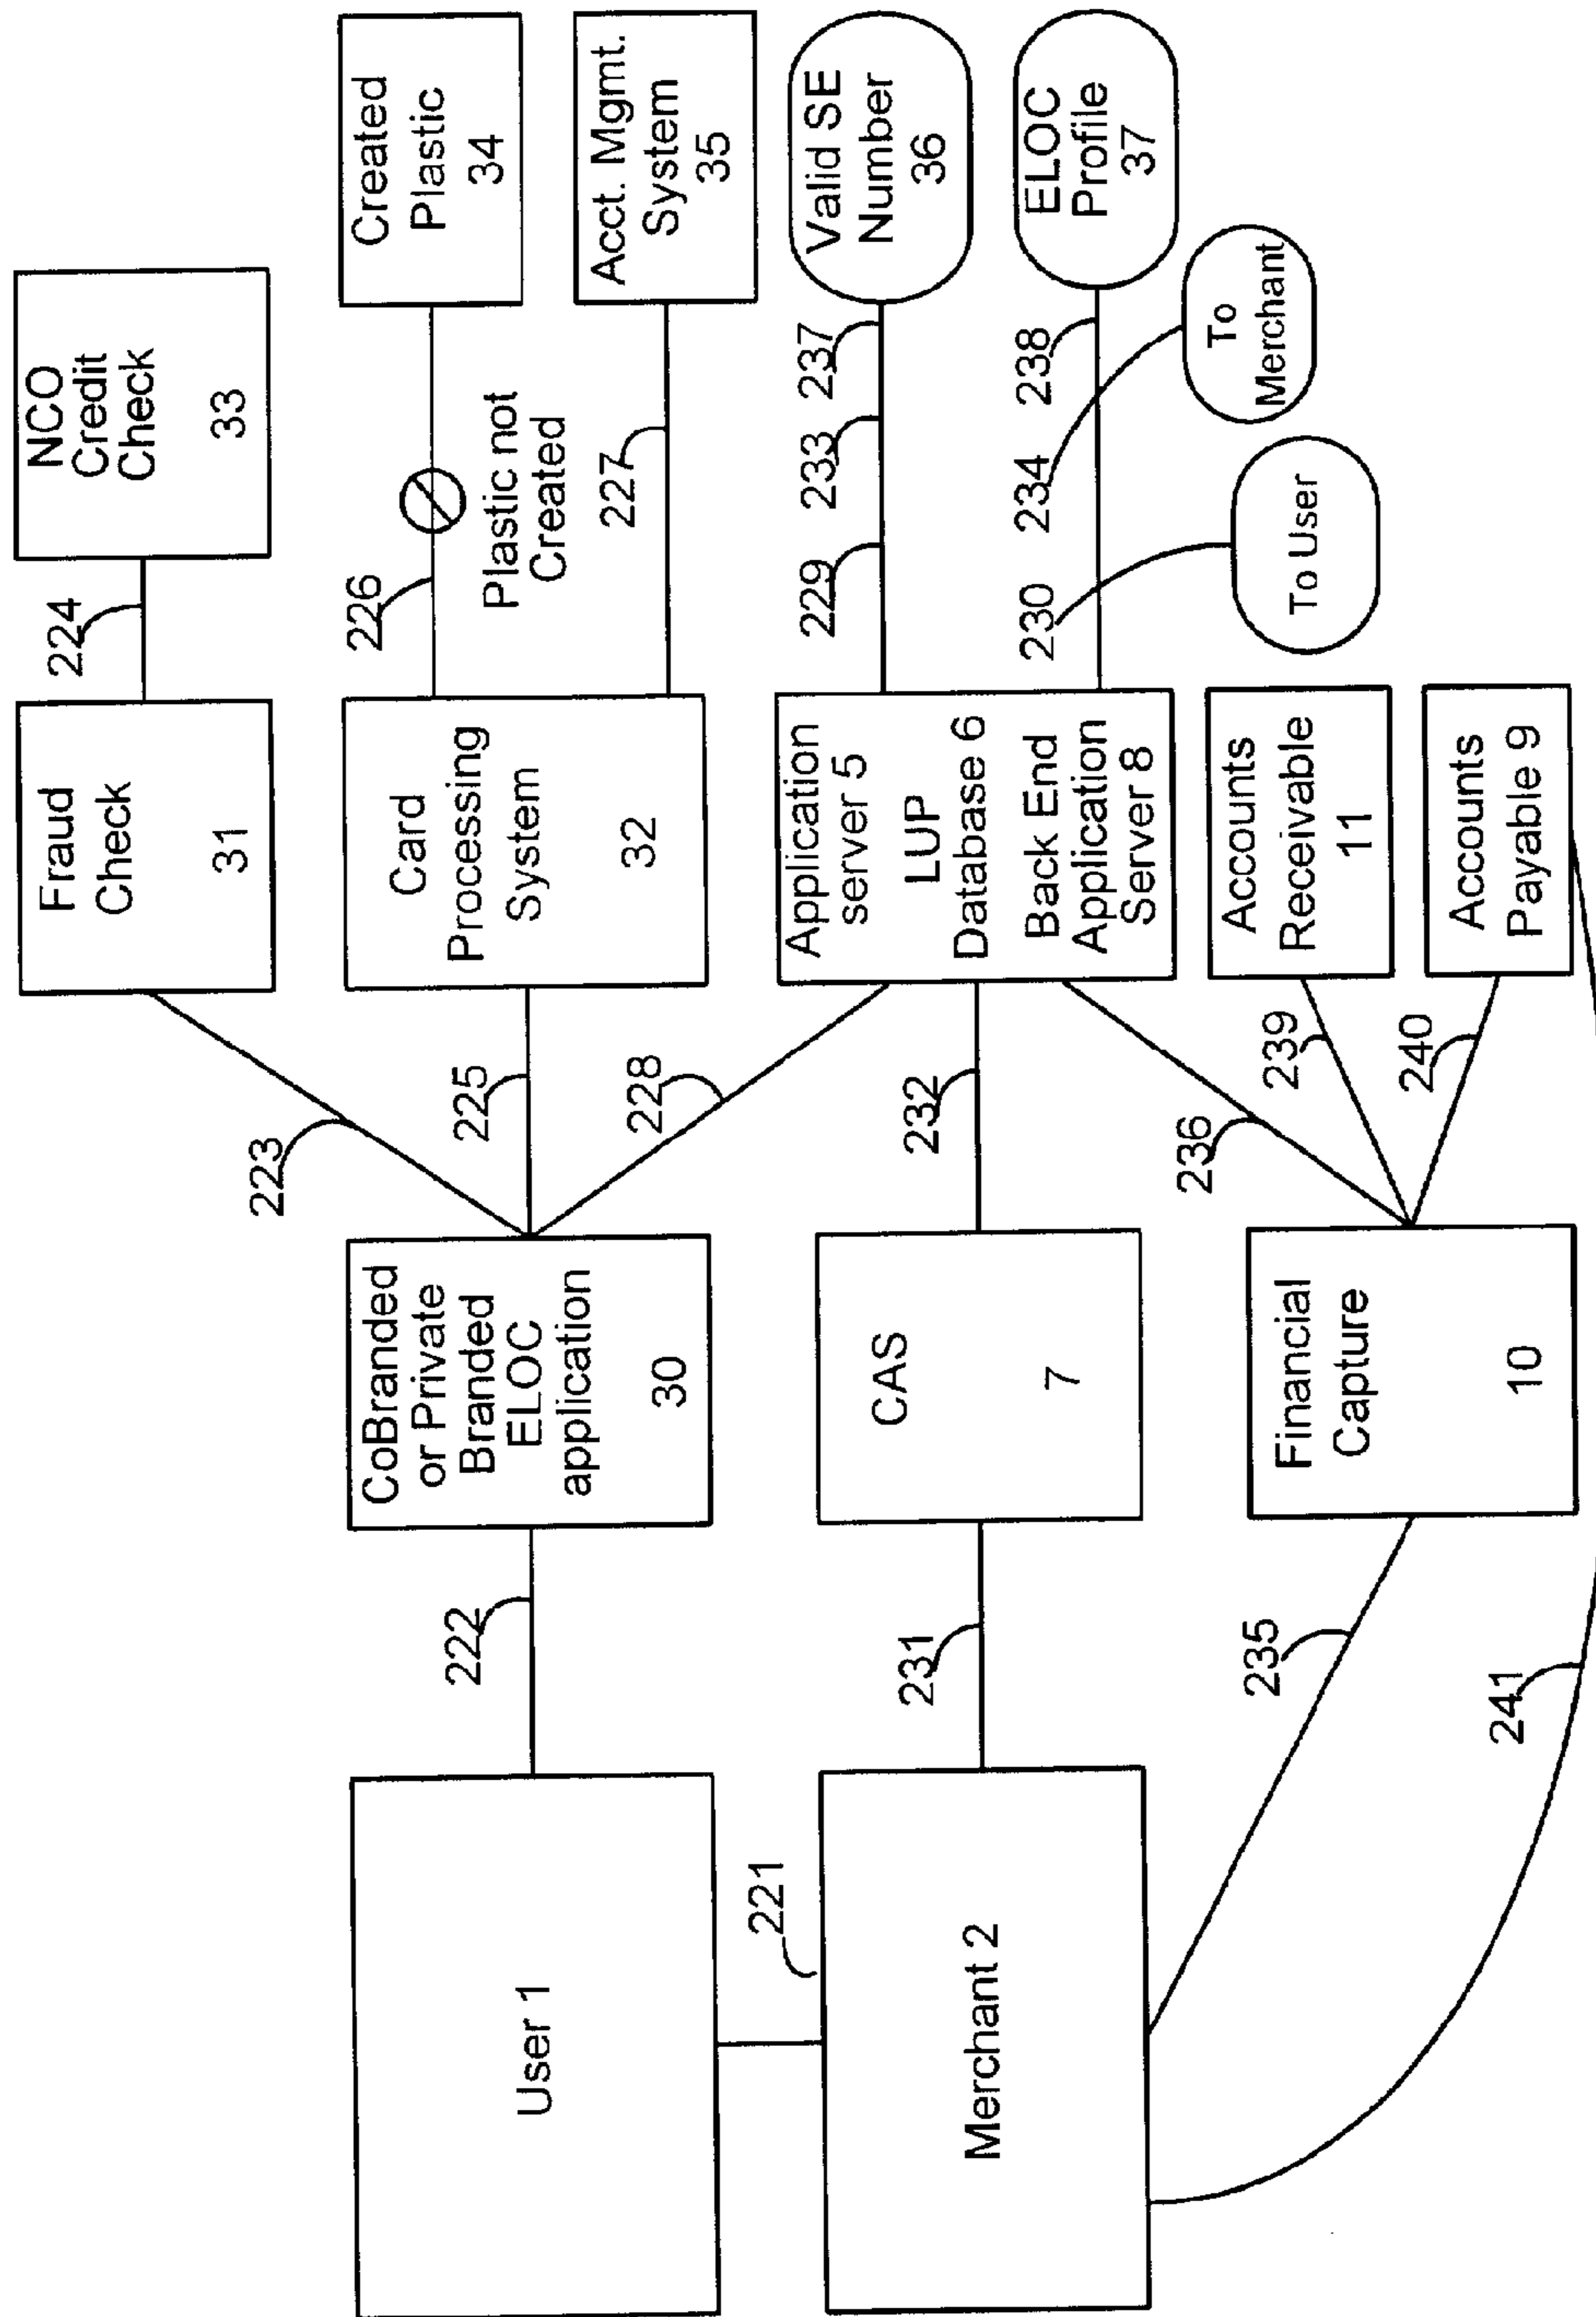 NCO
Credit
Check
33
224
Fraud
Check
31
223
Created
Plastic
34
226
Plastic not
Created
Acct. Mgmt.
System
35
227
Card
Processing
System
32
225
228
CoBranded
or Private
Branded
ELOC
application
30
222
User 1
221
Valid SE
Number
36
237
233
229
ELOC
Profile
37
238
234
230
To
Merchant
To User
Application
server 5
LUP
Database 6
Back End
Application
Server 8
232
CAS
7
231
Merchant 2
236
239
240
Accounts
Receivable
11
Accounts
Payable 9
Financial
Capture
10
235
241